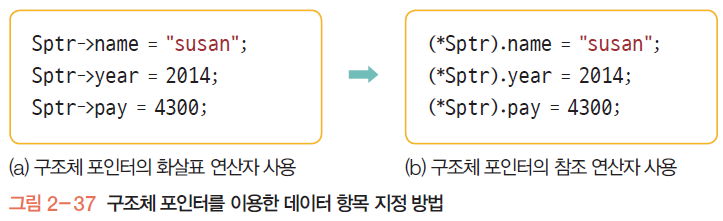 Sptr->name = "susan";
Sptr->year = 2014;
Sptr->pay = 4300;
(*Sptr).name = "susan";
(*Sptr).year = 2014;
(*Sptr).pay = 4300;
(a) 구조체 포인터의 화살표 연산자 사용
(b) 구조체 포인터의 참조 연산자 사용
그림 2-37 구조체 포인터를 이용한 데이터 항목 지정 방법